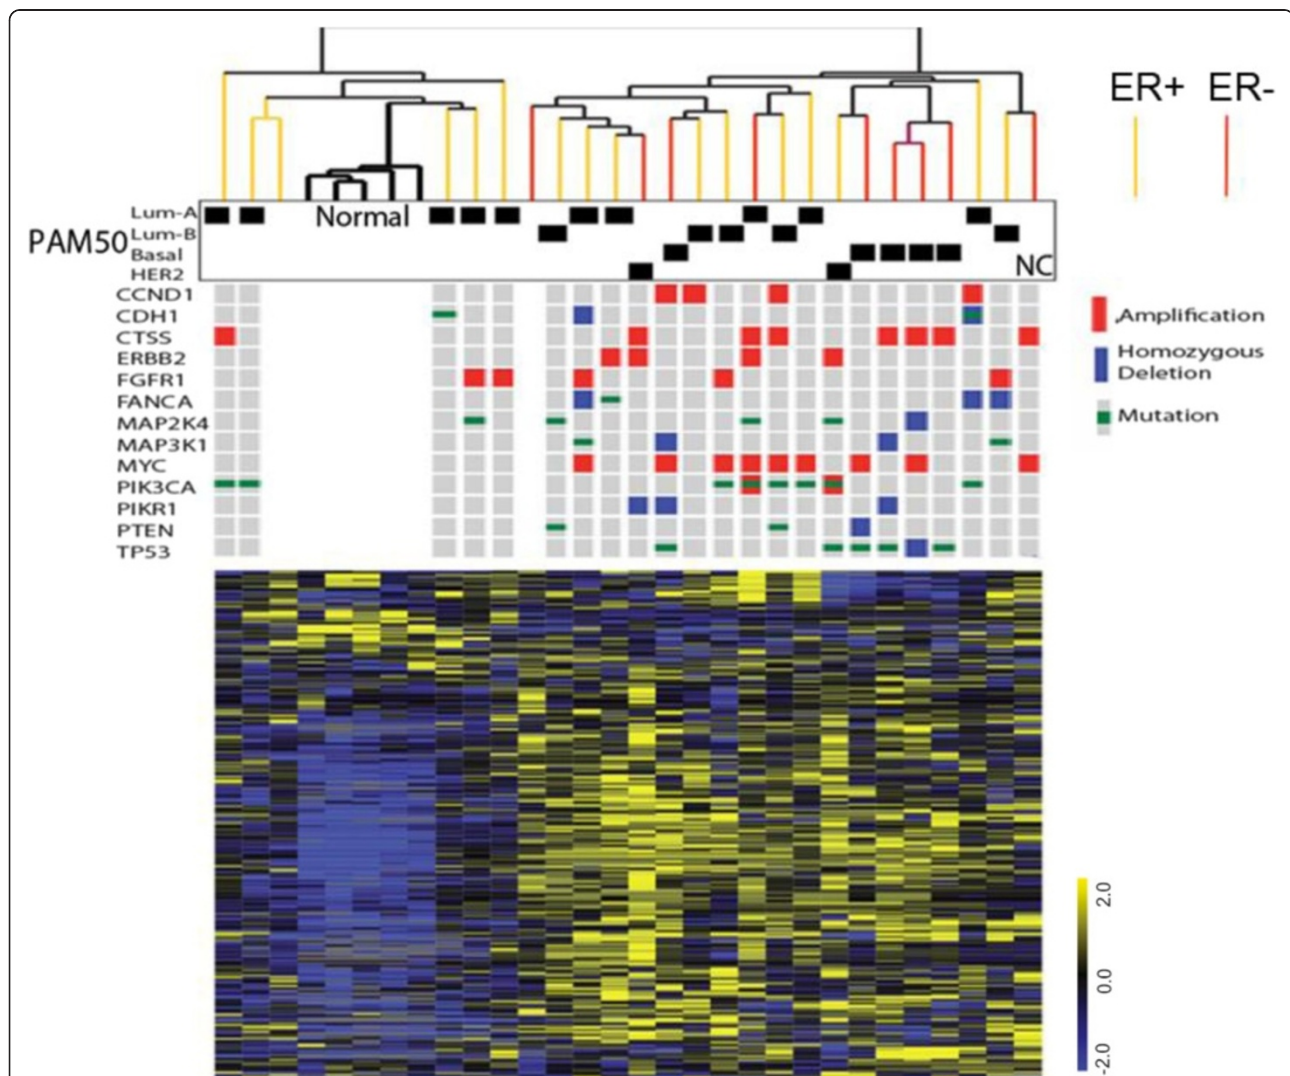 ER+ ER-
Lum-A
Normal
PAM50
Lum-B
Basal
HER2
NC
CCND1
CDH1
CTSS
ERBB2
FGFR1
FANCA
MAP2K4
MAP3K1
MYC
PIK3CA
PIKR1
PTEN
TP53
Amplification
Homozygous
Deletion
Mutation
2.0
0.0
-2.0